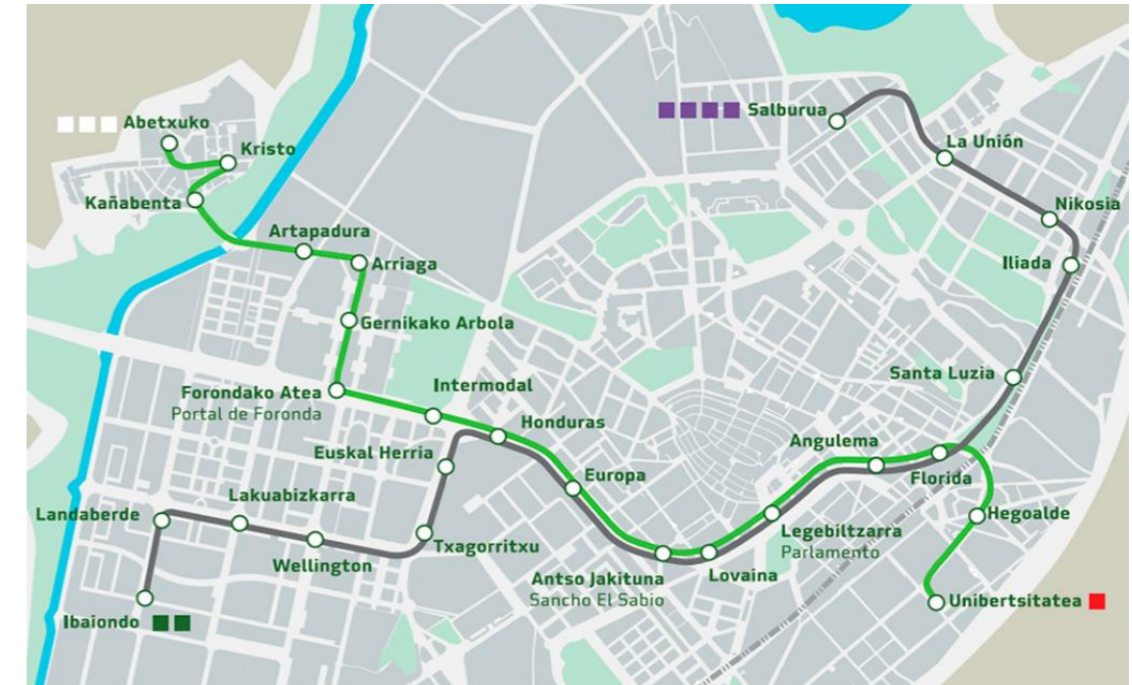 Abetxuko
Kristo
Kañabenta
Artapadura
Arriaga
Gernikako Arbola
Forondako Atea
Portal de Foronda
Intermodal
Honduras
Euskal Herria
Europa
Lakuabizkarra
Landaberde
Wellington
Txagorritxu
Ibaiondo
Antso Jakituna
Sancho El Sabio
Lovaina
Legebiltzarra
Parlamento
Angulema
Florida
Hegoalde
Unibertsitatea
Santa Luzia
Iliada
Nikosia
La Unión
Salburua